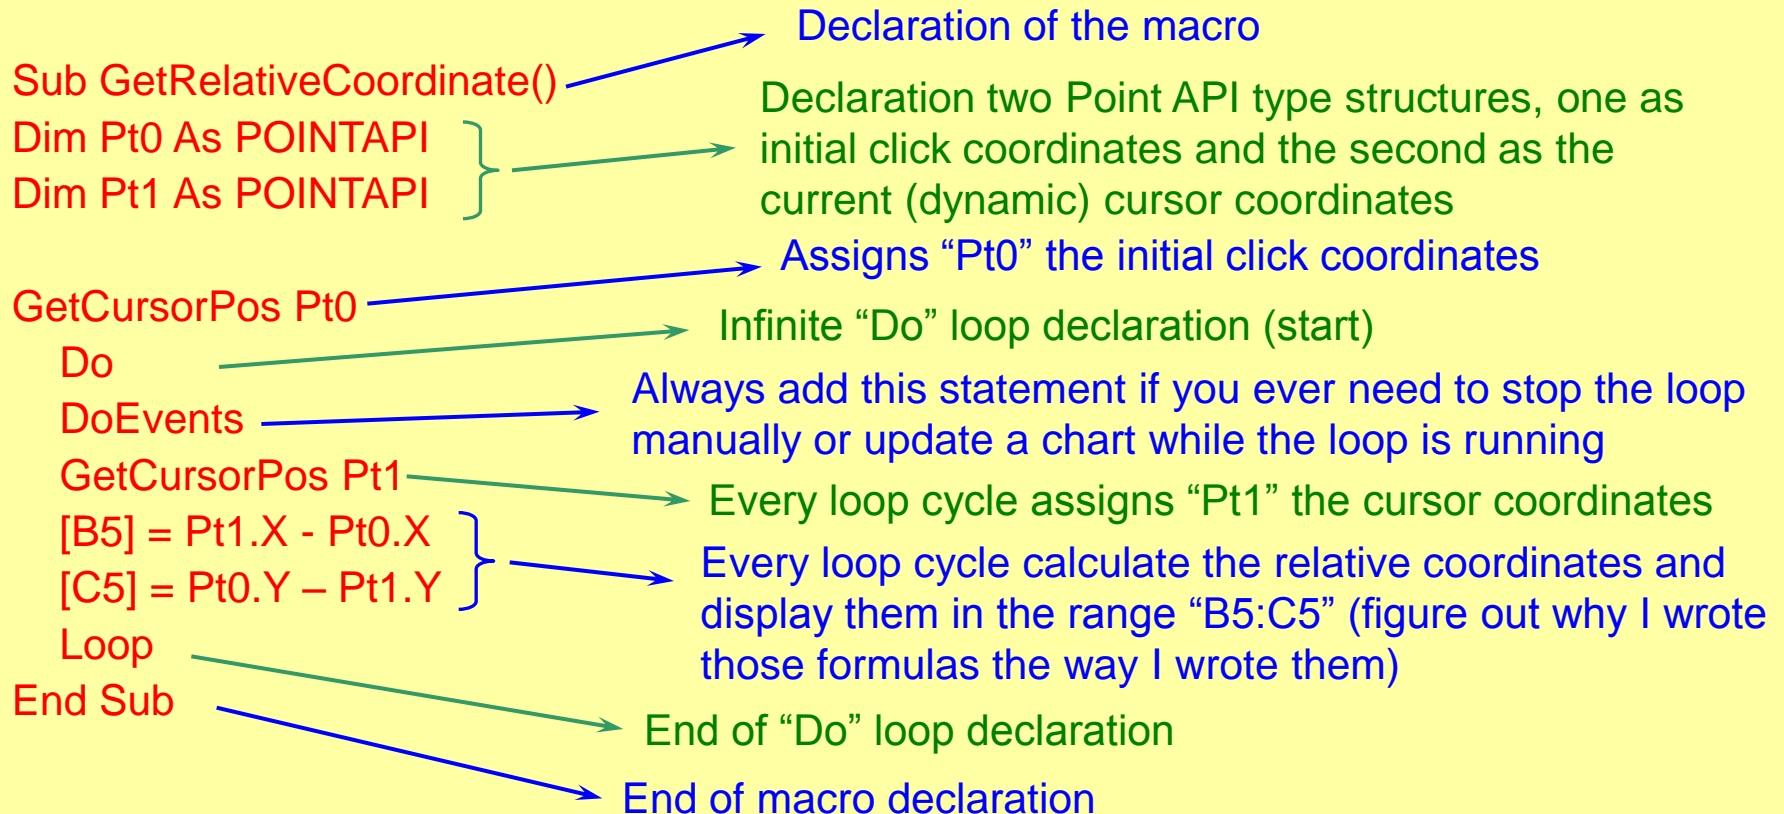 Declaration of the macro
Sub GetRelativeCoordinate()
Dim Pt0 As POINTAPI
Dim Pt1 As POINTAPI
Declaration two Point API type structures, one as
initial click coordinates and the second as the
current (dynamic) cursor coordinates
Assigns “Pt0” the initial click coordinates
GetCursorPos Pt0
Infinite “Do” loop declaration (start)
Do
Always add this statement if you ever need to stop the loop
manually or update a chart while the loop is running
DoEvents
GetCursorPos Pt1
Every loop cycle assigns “Pt1” the cursor coordinates
[B5] = Pt1.X - Pt0.X
[C5] = Pt0.Y – Pt1.Y
Every loop cycle calculate the relative coordinates and
display them in the range “B5:C5” (figure out why I wrote
those formulas the way I wrote them)
Loop
End Sub
End of “Do” loop declaration
End of macro declaration